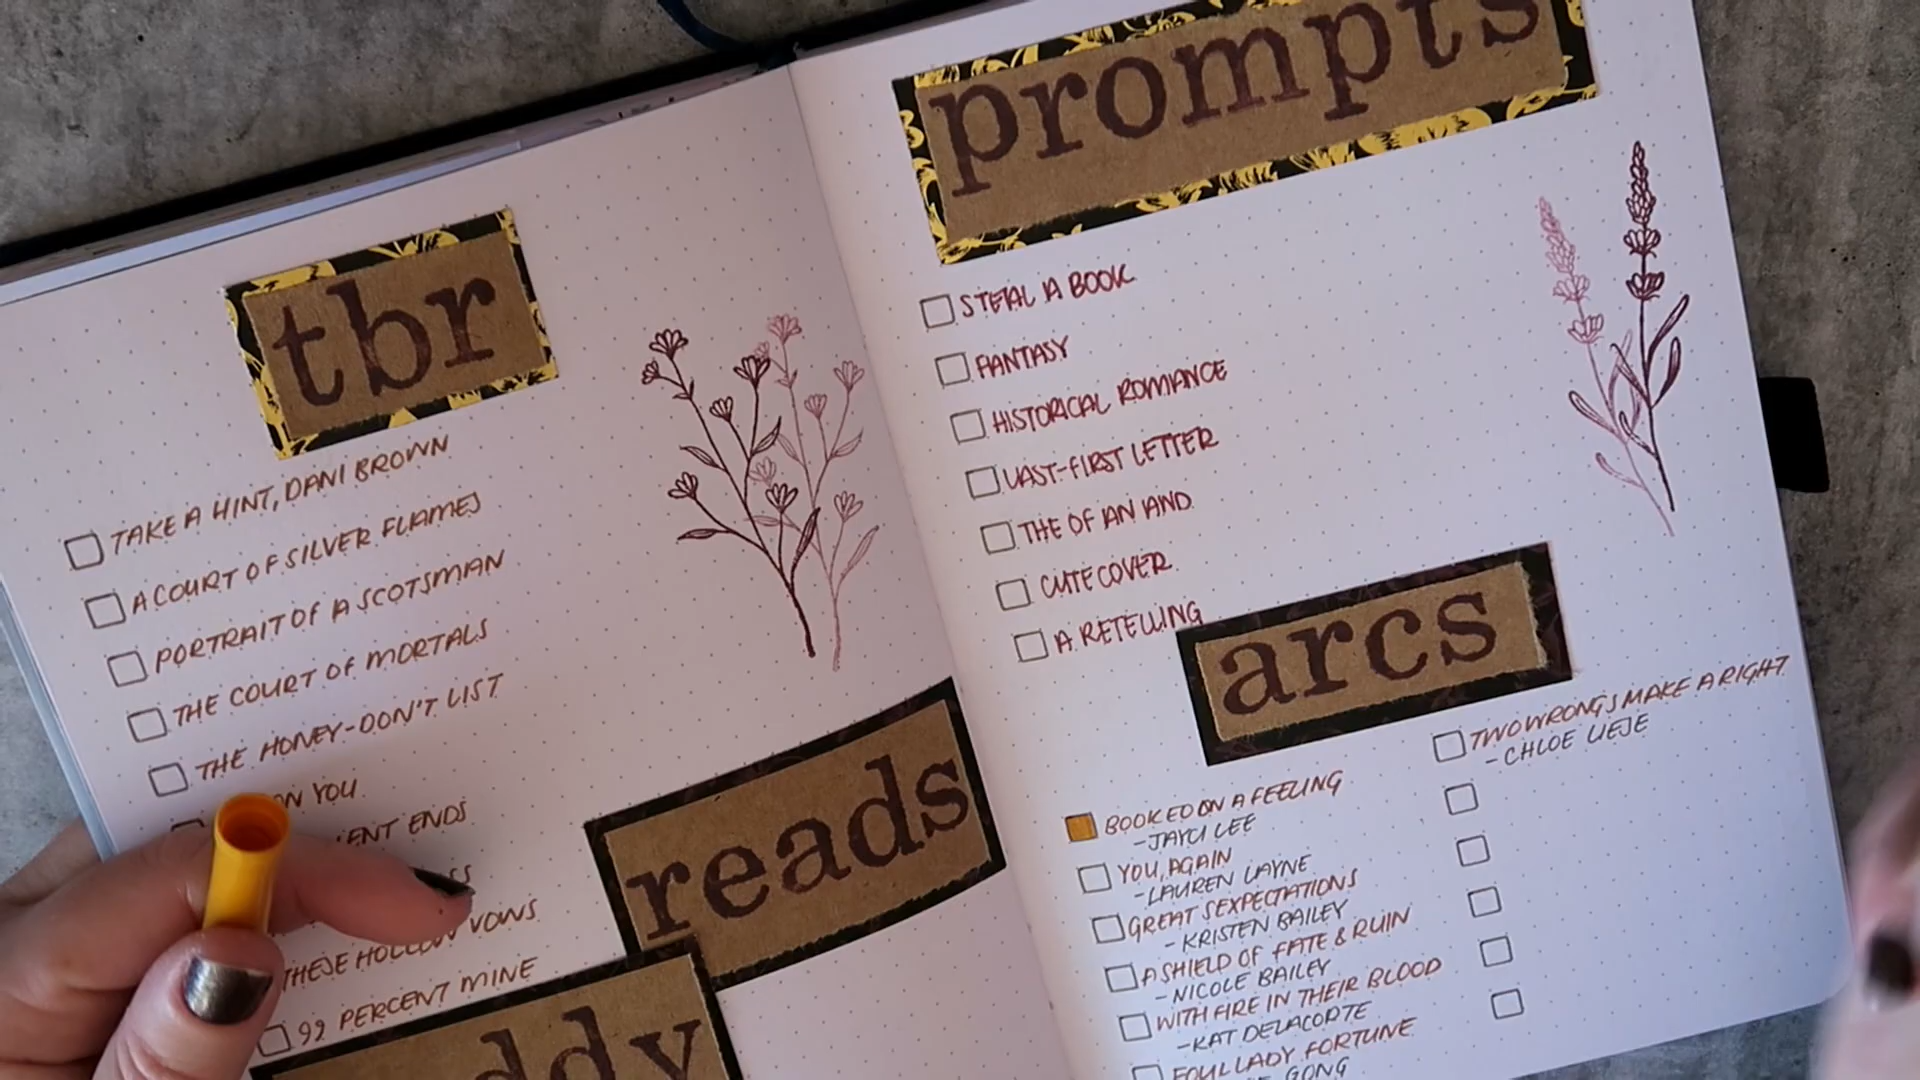 tbr
TAKE A HINT, DANI BROWN
A COURT OF SILVER FLAMES
PORTRAIT OF A SCOTSMAN
THE COURT OF MORTALS
THE HONEY-DON'T LIST
ON YOU
ENDS
THESE HOLLOW VOWS
99 PERCENT MINE
reads
prompts
STEAL A BOOK
FANTASY
HISTORICAL ROMANCE
LAST-FIRST LETTER
THE OF AN AND
CUTE COVER
A RETELLING
arcs
BOOKED ON A FEELING
-JAYCI LEE
YOU, AGAIN
-LAUREN LAYNE
GREAT SEXPECTATIONS
-KRISTEN BAILEY
A SHIELD OF FATE & RUIN
-NICOLE BAILEY
WITH FIRE IN THEIR BLOOD
-KAT DELACORTE
FOUL LADY FORTUNE
GONG
TWO WRONGS MAKE A RIGHT
-CHLOE LIESE